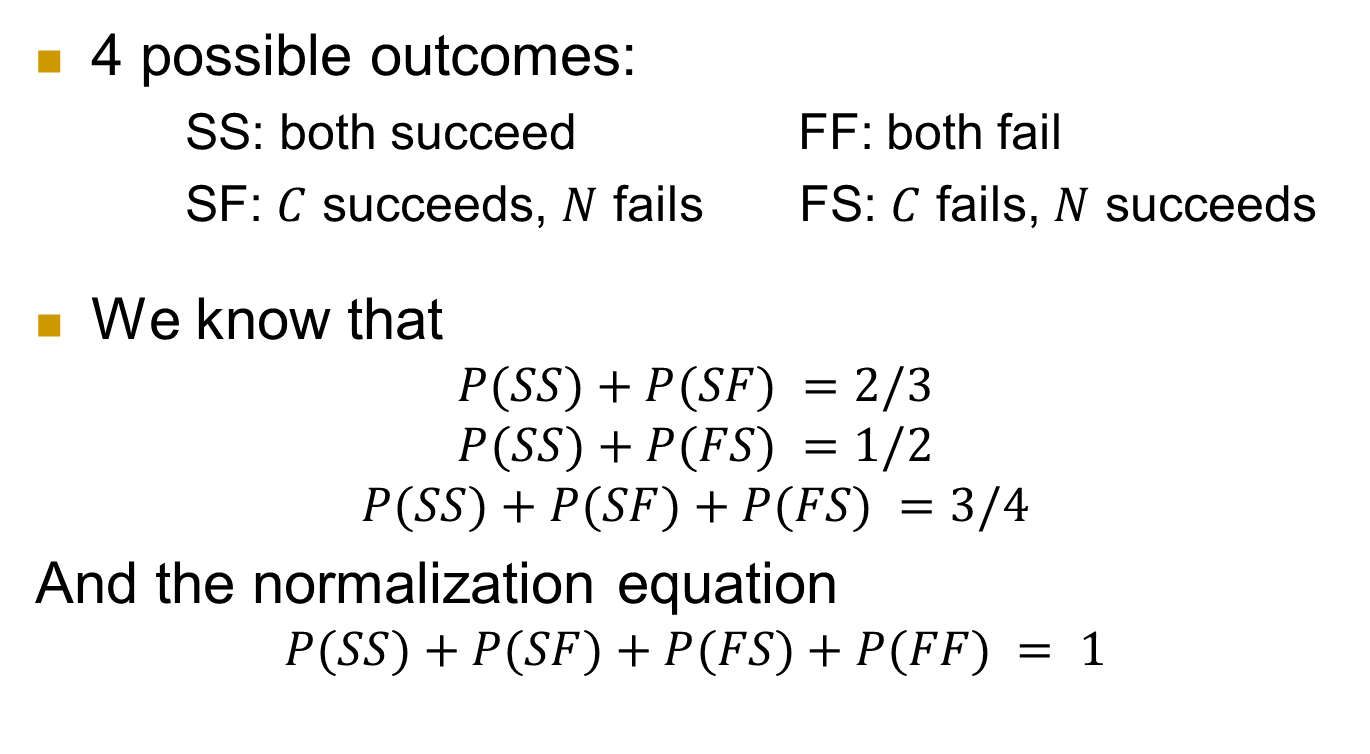 ■ 4 possible outcomes:
SS: both succeed FF: both fail
SF: C succeeds, N fails FS: C fails, N succeeds
■ We know that
P(SS) + P(SF) = 2/3
P(SS) + P(FS) = 1/2
P(SS) + P(SF) + P(FS) = 3/4
And the normalization equation
P(SS) + P(SF) + P(FS) + P(FF) = 1